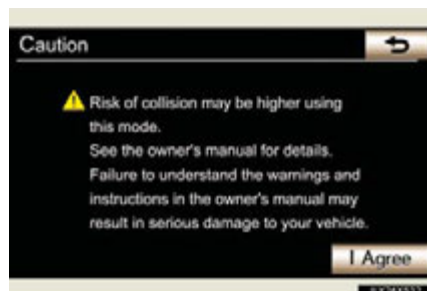 Caution
Risk of collision may be higher using
this mode.
See the owner's manual for details.
Failure to understand the warnings and
instructions in the owner's manual may
result in serious damage to your vehicle.
I Agree